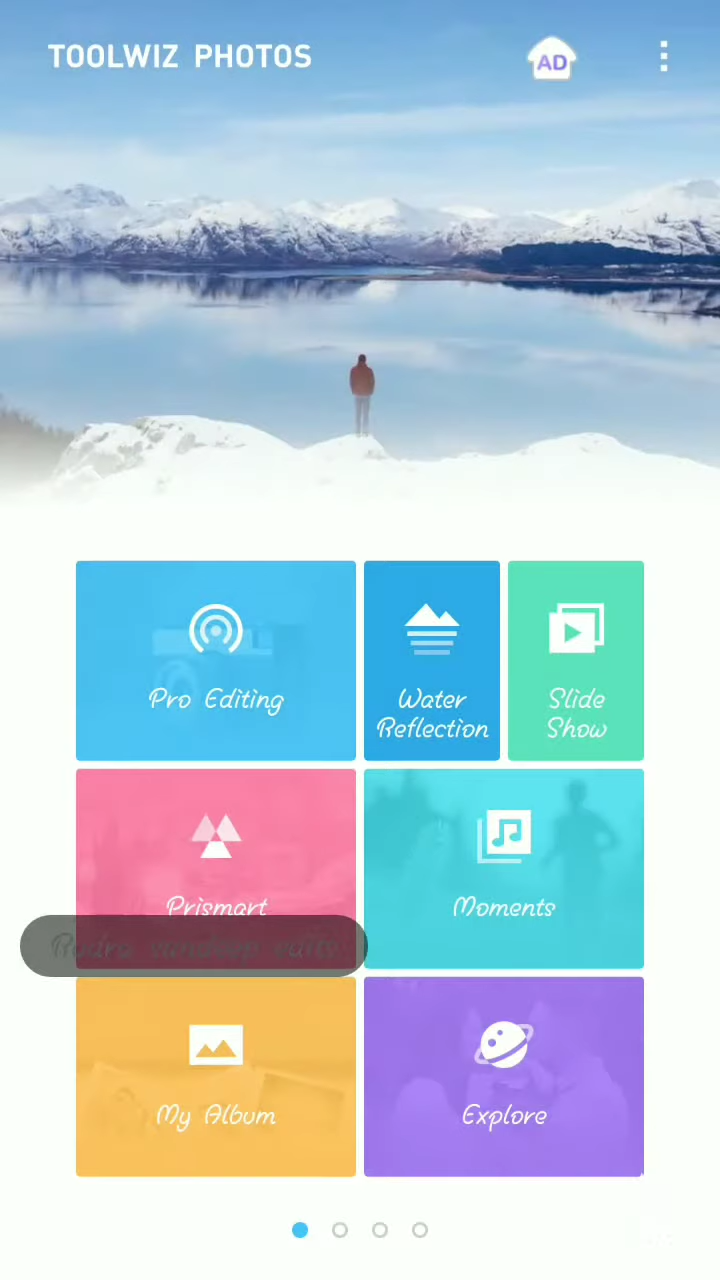 TOOLWIZ PHOTOS
AD
Pro Editing
Water
Reflection
Slide
Show
Prismart
Moments
My Album
Explore